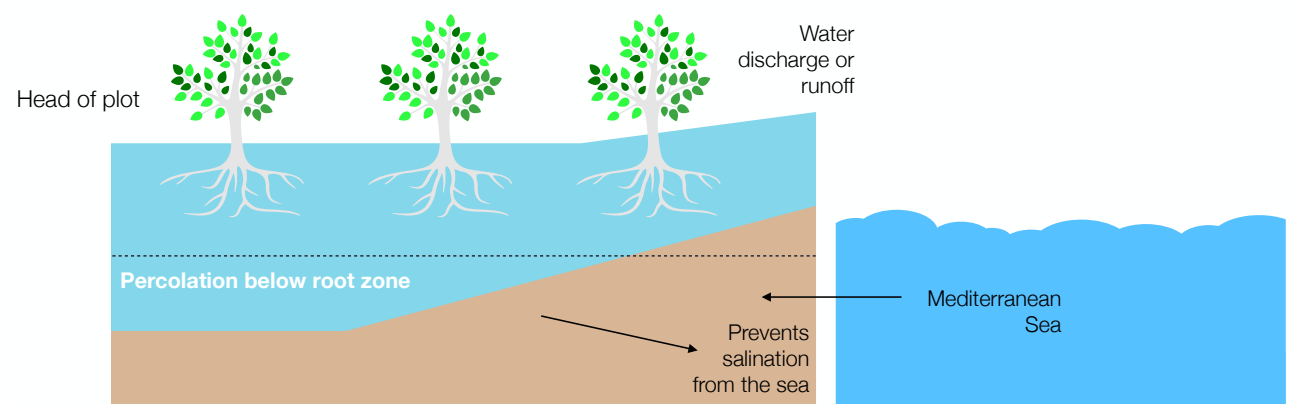 Head of plot
Water
discharge or
runoff
Percolation below root zone
Mediterranean
Sea
Prevents
salination
from the sea